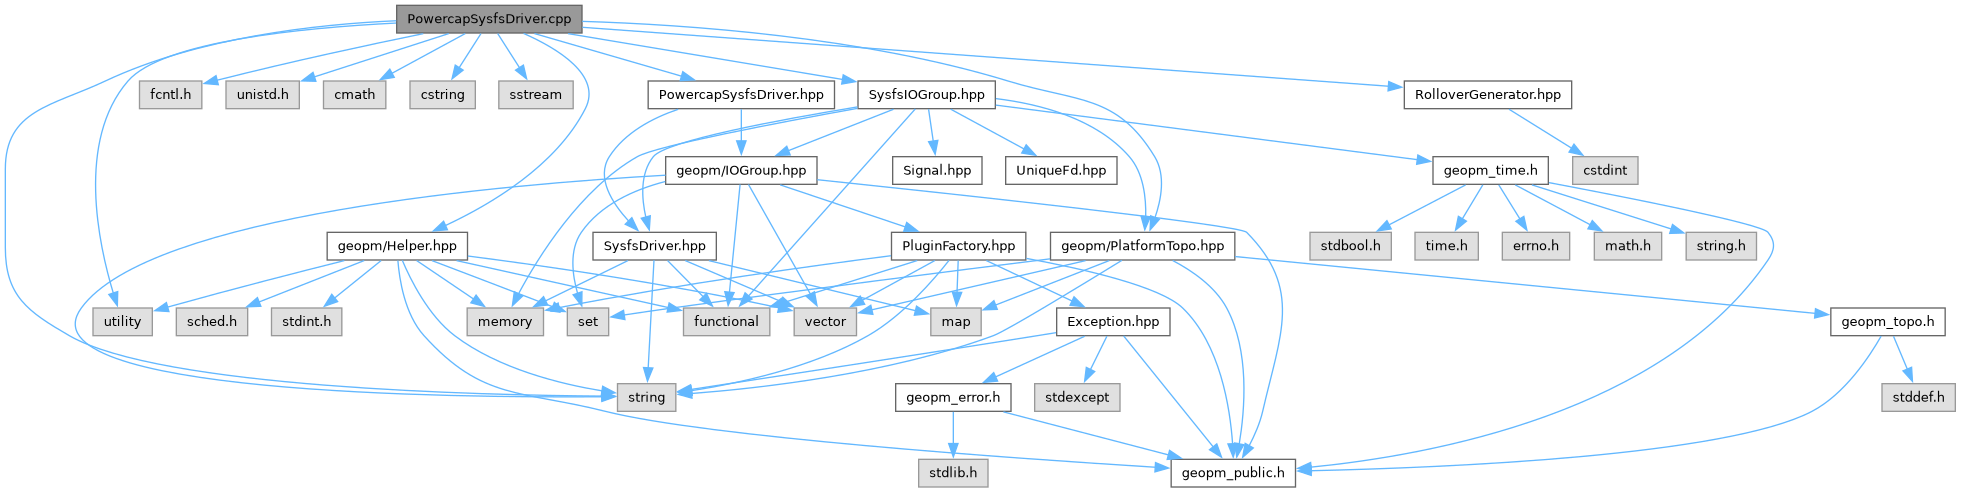 PowercapSysfsDriver.cpp
fcntl.h
unistd.h
cmath
cstring
sstream
PowercapSysfsDriver.hpp
SysfsIOGroup.hpp
RolloverGenerator.hpp
geopm/IOGroup.hpp
Signal.hpp
UniqueFd.hpp
geopm_time.h
cstdint
geopm/Helper.hpp
SysfsDriver.hpp
PluginFactory.hpp
geopm/PlatformTopo.hpp
stdbool.h
time.h
errno.h
math.h
string.h
utility
sched.h
stdint.h
memory
set
functional
vector
map
Exception.hpp
geopm_topo.h
string
geopm_error.h
stdexcept
stddef.h
stdlib.h
geopm_public.h